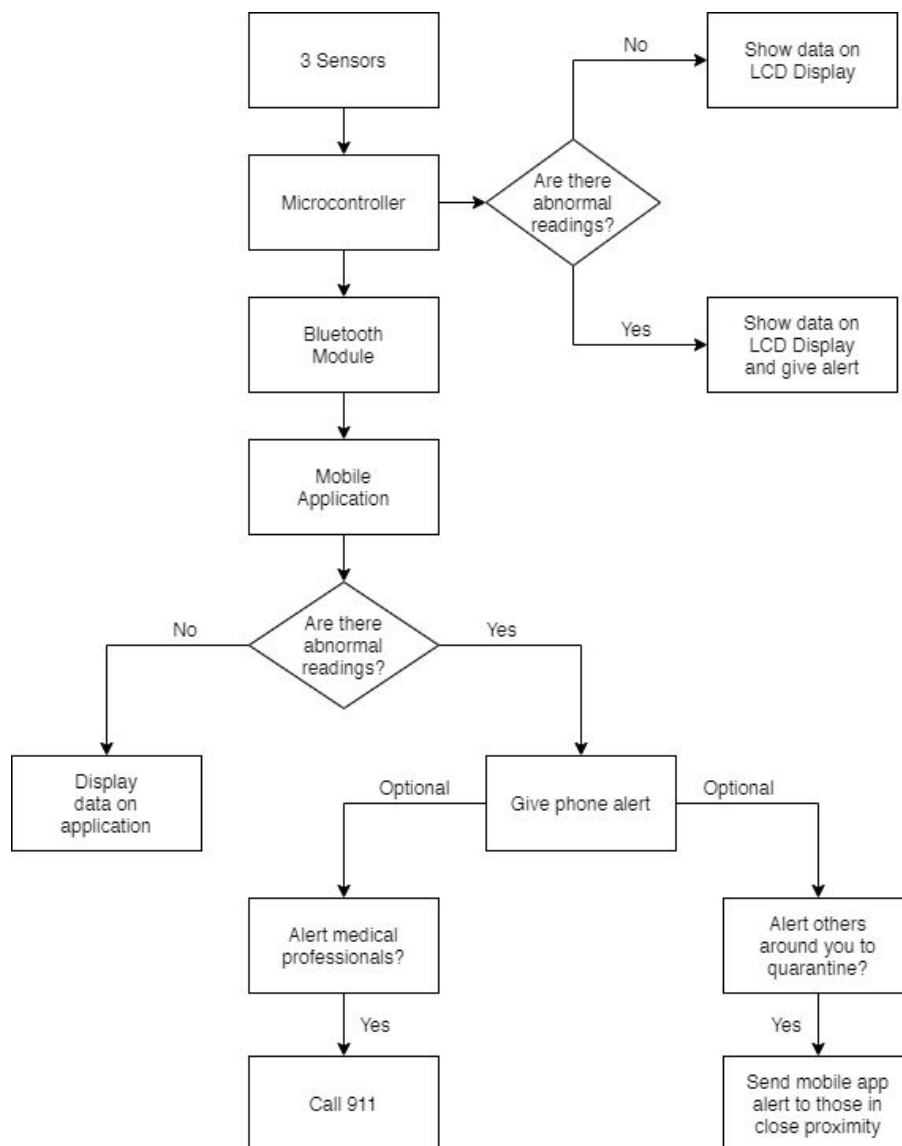 3 Sensors
No
Show data on
LCD Display
Microcontroller
Are there
abnormal
readings?
Bluetooth
Module
Yes
Show data on
LCD Display
and give alert
Mobile
Application
No
Are there
abnormal
readings?
Yes
Display
data on
application
Optional
Give phone alert
Optional
Alert medical
professionals?
Alert others
around you to
quarantine?
Yes
Yes
Call 911
Send mobile app
alert to those in
close proximity